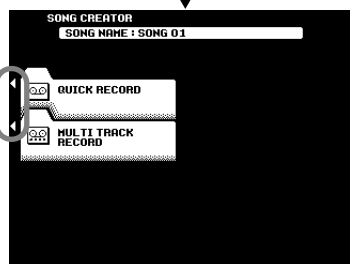 SONG CREATOR
SONG NAME : SONG 01
QUICK RECORD
MULTI TRACK
RECORD